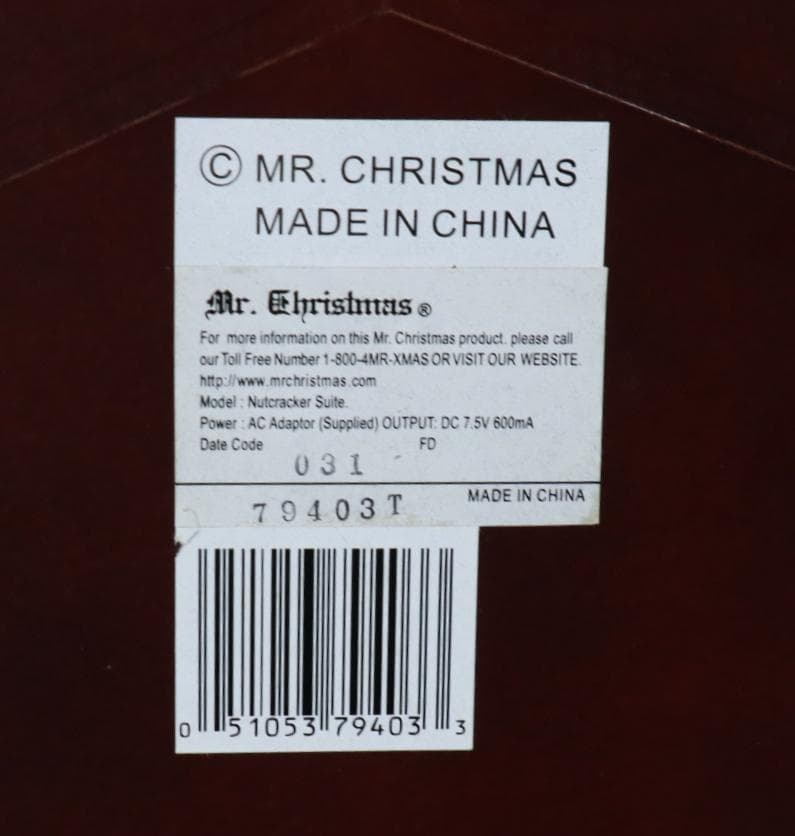 © MR. CHRISTMAS
MADE IN CHINA
Mr. Christmas ®
For more information on this Mr. Christmas product. please call
our Toll Free Number 1-800-4MR-XMAS OR VISIT OUR WEBSITE.
http://www.mrchristmas.com
Model : Nutcracker Suite.
Power : AC Adaptor (Supplied) OUTPUT: DC 7.5V 600mA
Date Code FD
031
79403T MADE IN CHINA
0 51053 79403 3